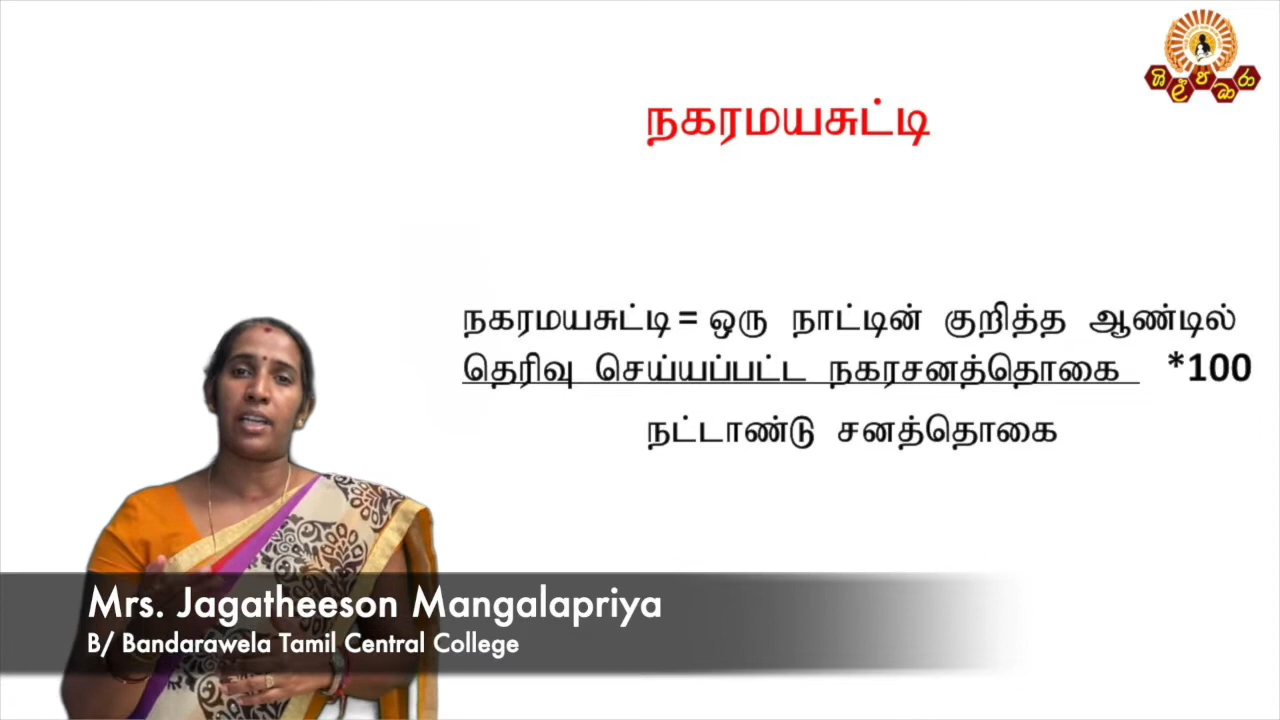 ශිල්ප ධාරා
நகரமயசுட்டி
நகரமயசுட்டி = ஒரு நாட்டின் குறித்த ஆண்டில்
தெரிவு செய்யப்பட்ட நகரசனத்தொகை *100
நட்டாண்டு சனத்தொகை
Mrs. Jagatheeson Mangalapriya
B/ Bandarawela Tamil Central College